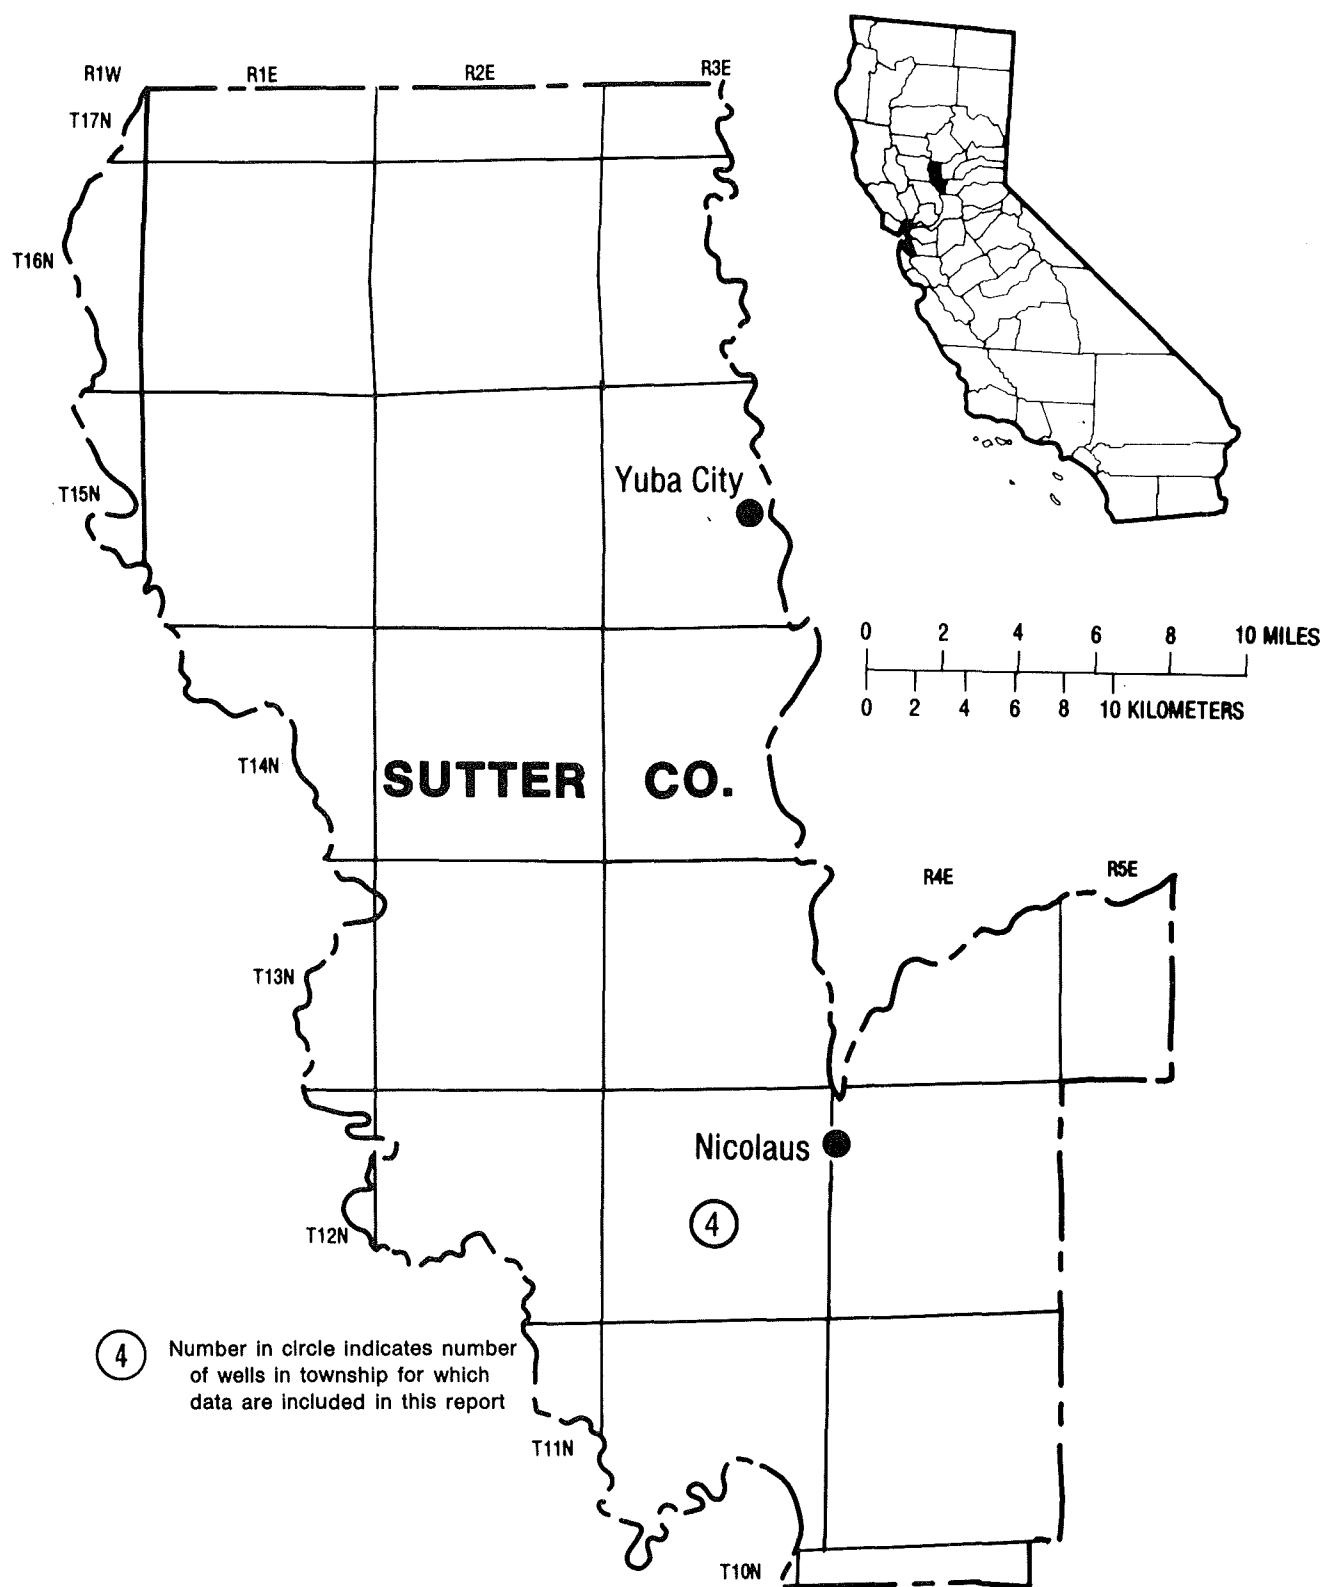 R1W R1E R2E R3E
T17N
T16N
Yuba City
T15N
0 2 4 6 8 10 MILES
0 2 4 6 8 10 KILOMETERS
T14N
SUTTER CO.
R4E R5E
T13N
Nicolaus
4
T12N
4 Number in circle indicates number
of wells in township for which
data are included in this report
T11N
T10N